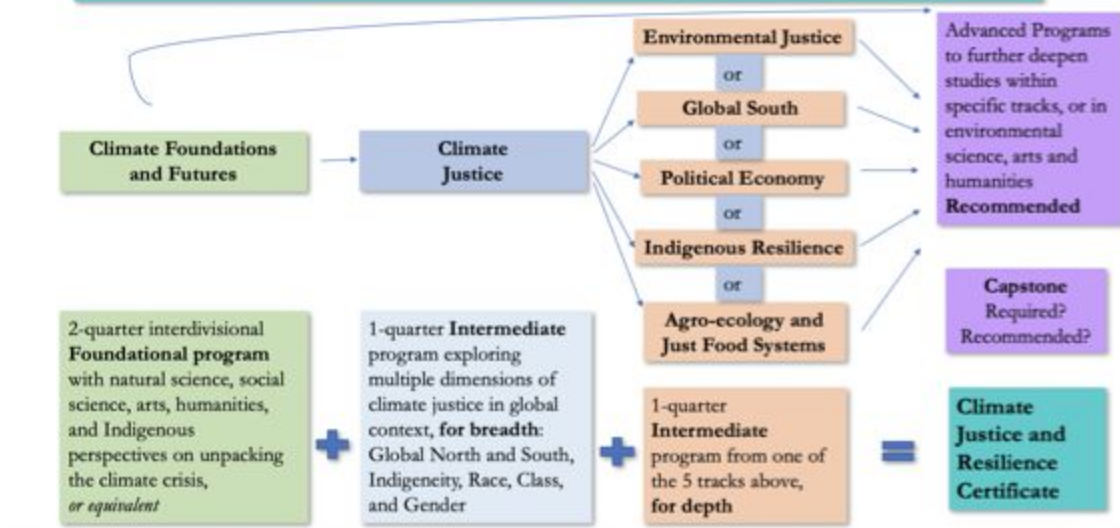 Climate Foundations
and Futures
Climate
Justice
Environmental Justice
or
Global South
or
Political Economy
or
Indigenous Resilience
or
Agro-ecology and
Just Food Systems
Advanced Programs
to further deepen
studies within
specific tracks, or in
environmental
science, arts and
humanities
Recommended
Capstone
Required?
Recommended?
2-quarter interdivisional
Foundational program
with natural science, social
science, arts, humanities,
and Indigenous
perspectives on unpacking
the climate crisis,
or equivalent
1-quarter Intermediate
program exploring
multiple dimensions of
climate justice in global
context, for breadth:
Global North and South,
Indigeneity, Race, Class,
and Gender
1-quarter
Intermediate
program from one of
the 5 tracks above,
for depth
Climate
Justice and
Resilience
Certificate